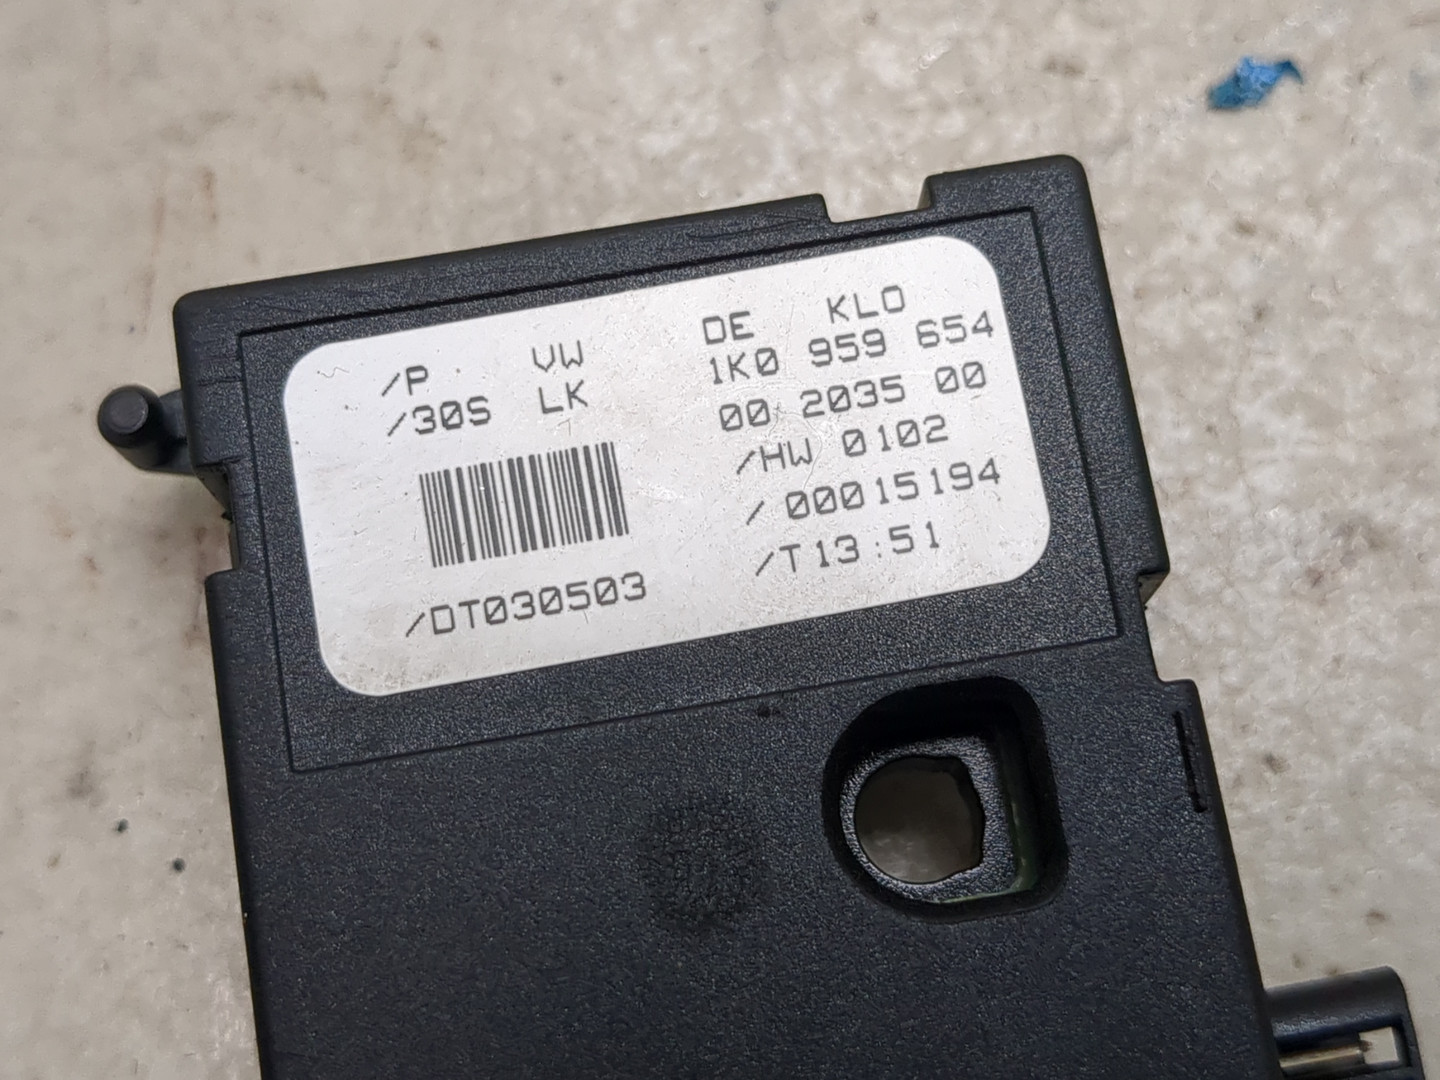 /P VW DE KLO
/30S LK 1K0 959 654
00 2035 00
/HW 0102
/ 00015194
/DT030503 /T13:51